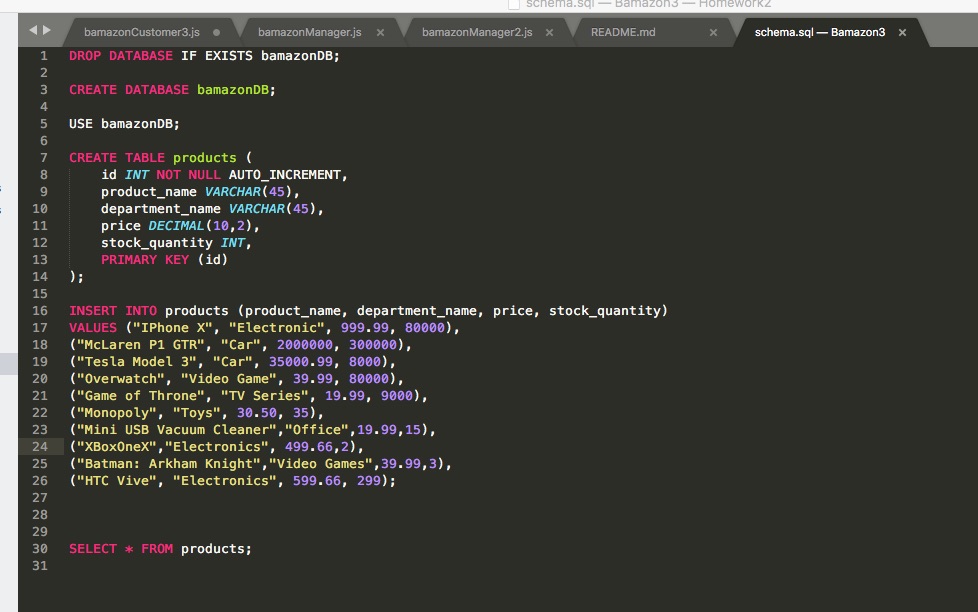 schema.sql — Bamazon3 — Homework2
bamazonCustomer3.js
bamazonManager.js
bamazonManager2.js
README.md
schema.sql — Bamazon3
1 DROP DATABASE IF EXISTS bamazonDB;
2
3 CREATE DATABASE bamazonDB;
4
5 USE bamazonDB;
6
7 CREATE TABLE products (
8 id INT NOT NULL AUTO_INCREMENT,
9 product_name VARCHAR(45),
10 department_name VARCHAR(45),
11 price DECIMAL(10,2),
12 stock_quantity INT,
13 PRIMARY KEY (id)
14 );
15
16 INSERT INTO products (product_name, department_name, price, stock_quantity)
17 VALUES ("IPhone X", "Electronic", 999.99, 80000),
18 ("McLaren P1 GTR", "Car", 2000000, 300000),
19 ("Tesla Model 3", "Car", 35000.99, 8000),
20 ("Overwatch", "Video Game", 39.99, 80000),
21 ("Game of Throne", "TV Series", 19.99, 9000),
22 ("Monopoly", "Toys", 30.50, 35),
23 ("Mini USB Vacuum Cleaner","Office",19.99,15),
24 ("XBoxOneX","Electronics", 499.66,2),
25 ("Batman: Arkham Knight","Video Games",39.99,3),
26 ("HTC Vive", "Electronics", 599.66, 299);
27
28
29
30 SELECT * FROM products;
31